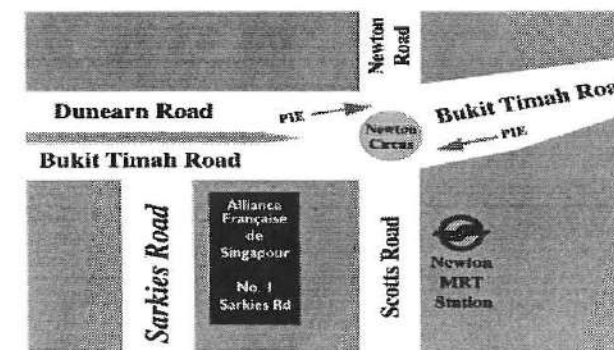 Newton
Road
Dunearn Road
PIE
Bukit Timah Road
Newton
Circus
PIE
Bukit Timah Road
Sarkies Road
Alliance
Française
de
Singapour
No. 1
Sarkies Rd
Scotts Road
Newton
MRT
Station